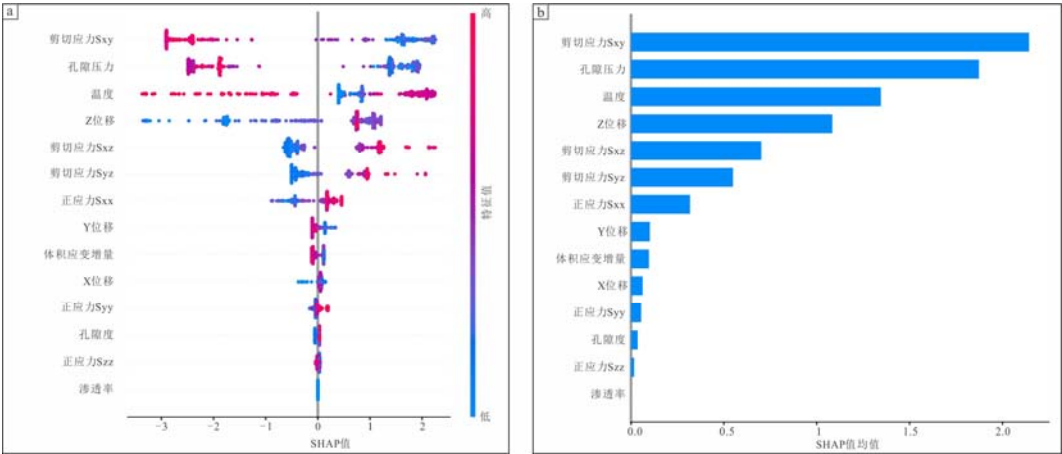 a
剪切应力Sxy
孔隙压力
温度
Z位移
剪切应力Sxz
剪切应力Syz
正应力Sxx
Y位移
体积应变增量
X位移
正应力Syy
孔隙度
正应力Szz
渗透率
−3
−2
−1
0
1
2
SHAP值
高
特征值
低
b
剪切应力Sxy
孔隙压力
温度
Z位移
剪切应力Sxz
剪切应力Syz
正应力Sxx
Y位移
体积应变增量
X位移
正应力Syy
孔隙度
正应力Szz
渗透率
0.0
0.5
1
1.5
2.0
SHAP值均值